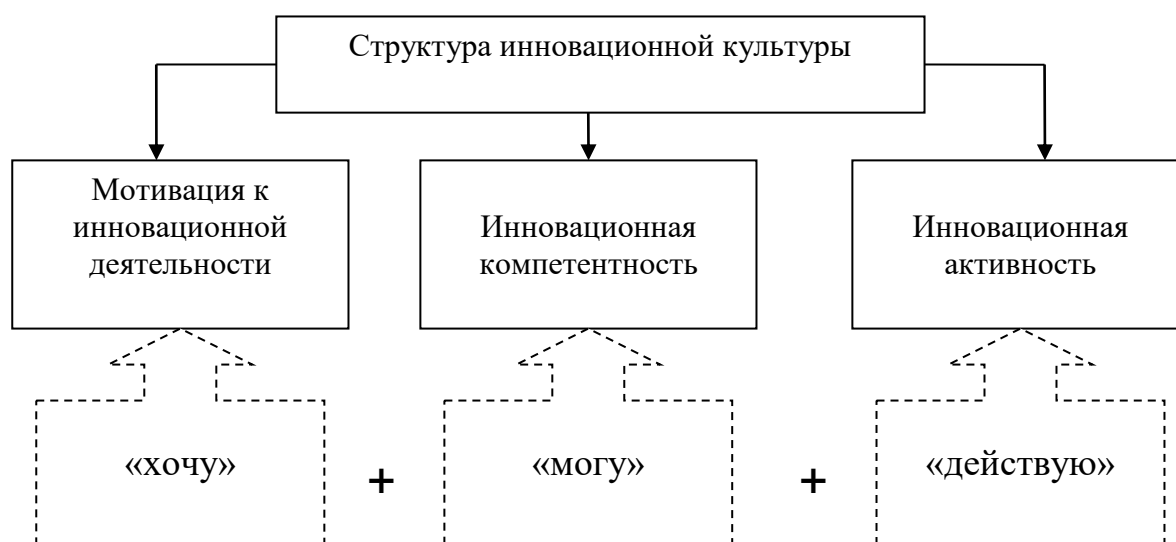 Структура инновационной культуры
Мотивация к
инновационной
деятельности
Инновационная
компетентность
Инновационная
активность
«хочу»
+
«могу»
+
«действую»